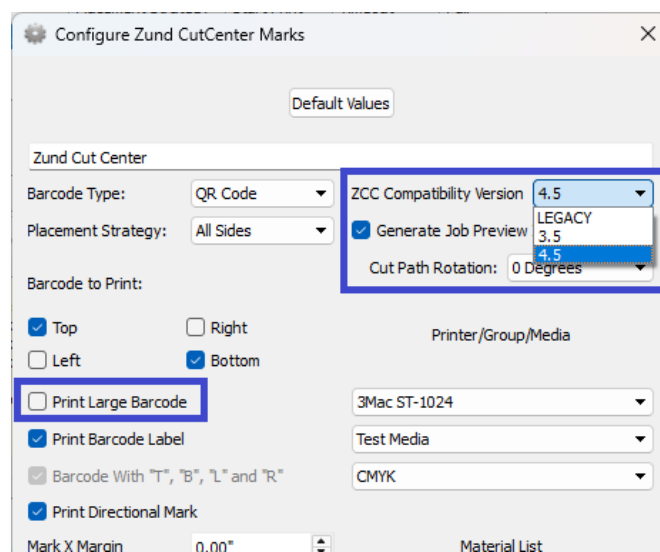 Configure Zund CutCenter Marks
Default Values
Zund Cut Center
Barcode Type: QR Code
ZCC Compatibility Version 4.5
LEGACY
3.5
4.5
Placement Strategy: All Sides
Generate Job Preview
Cut Path Rotation: 0 Degrees
Barcode to Print:
Top Right
Printer/Group/Media
Left Bottom
Print Large Barcode
3Mac ST-1024
Print Barcode Label
Test Media
Barcode With "T", "B", "L" and "R"
CMYK
Print Directional Mark
Mark X Margin 0.00"
Material List